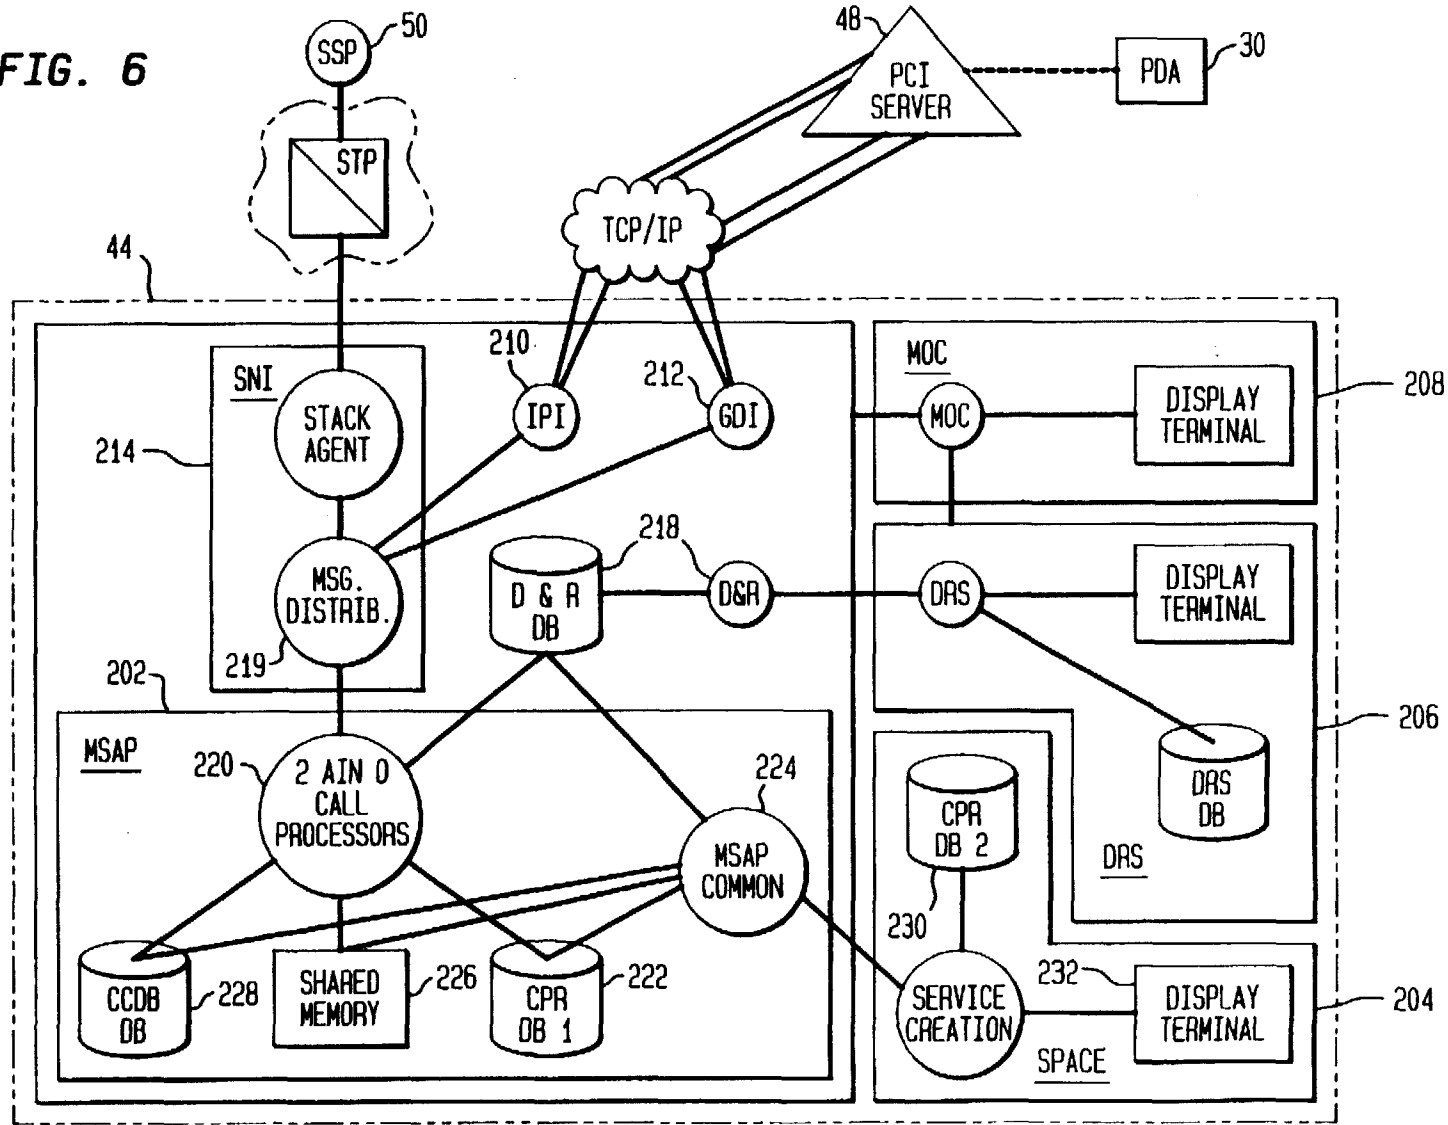 FIG. 6
SSP
50
STP
48
PCI
SERVER
PDA
30
TCP/IP
44
SNI
STACK
AGENT
214
MSG.
DISTRIB.
219
210
IPI
212
GDI
MOC
MOC
DISPLAY
TERMINAL
208
D & R
DB
218
D&R
DRS
DISPLAY
TERMINAL
206
DRS
DB
DRS
202
MSAP
220
2 AIN 0
CALL
PROCESSORS
224
MSAP
COMMON
CCDB
DB
228
SHARED
MEMORY
226
CPR
DB 1
222
CPR
DB 2
230
SERVICE
CREATION
232
DISPLAY
TERMINAL
204
SPACE